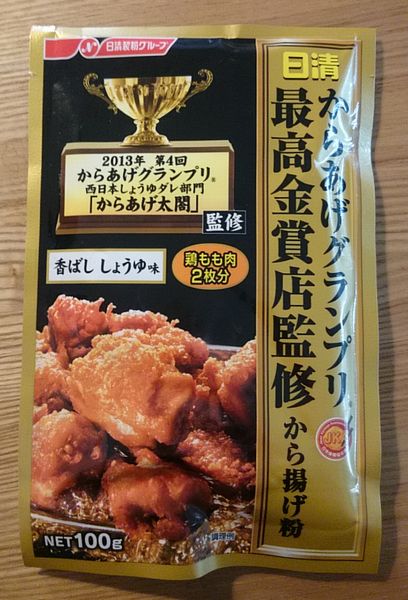 日清製粉グループ
日清
からあげグランプリ®
最高金賞店監修から揚げ粉
2013年 第4回
からあげグランプリ®
西日本しょうゆダレ部門
「からあげ太閤」
監修
香ばし しょうゆ味
鶏もも肉
2枚分
NET100g
調理例